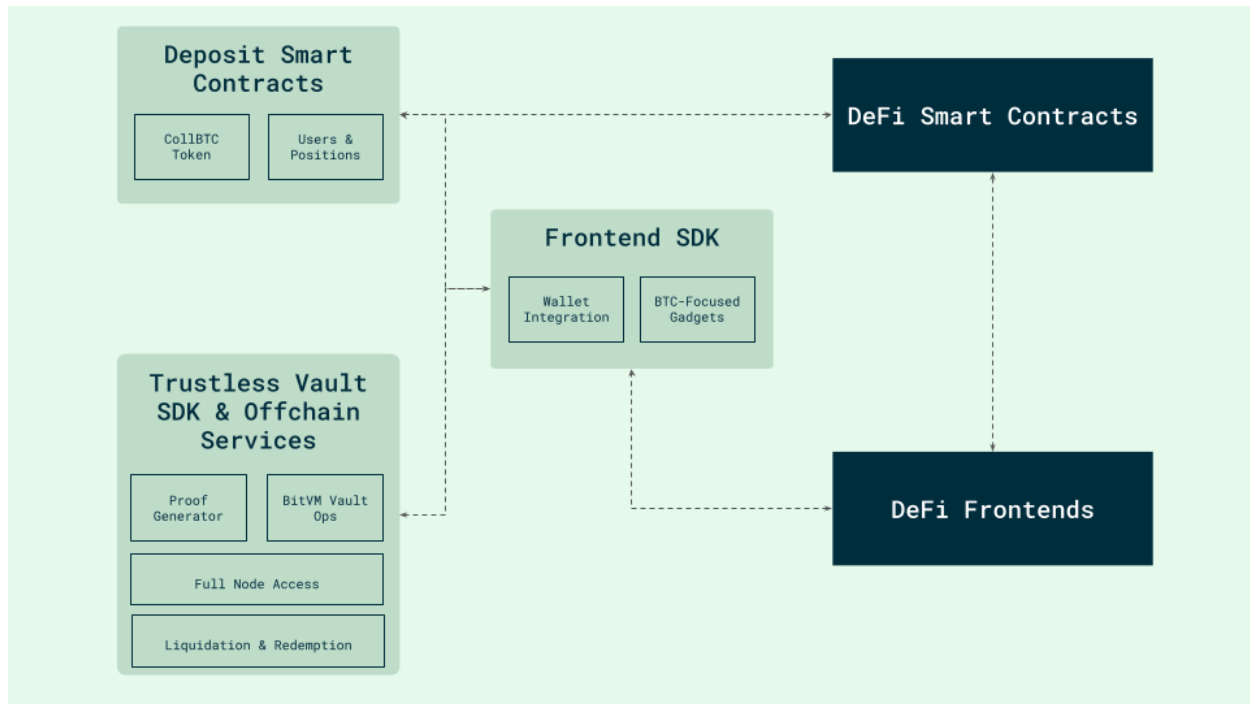 Deposit Smart
Contracts
CollBTC
Token
Users &
Positions
DeFi Smart Contracts
Frontend SDK
Wallet
Integration
BTC-Focused
Gadgets
Trustless Vault
SDK & Offchain
Services
Proof
Generator
BitVM Vault
Ops
Full Node Access
Liquidation & Redemption
DeFi Frontends